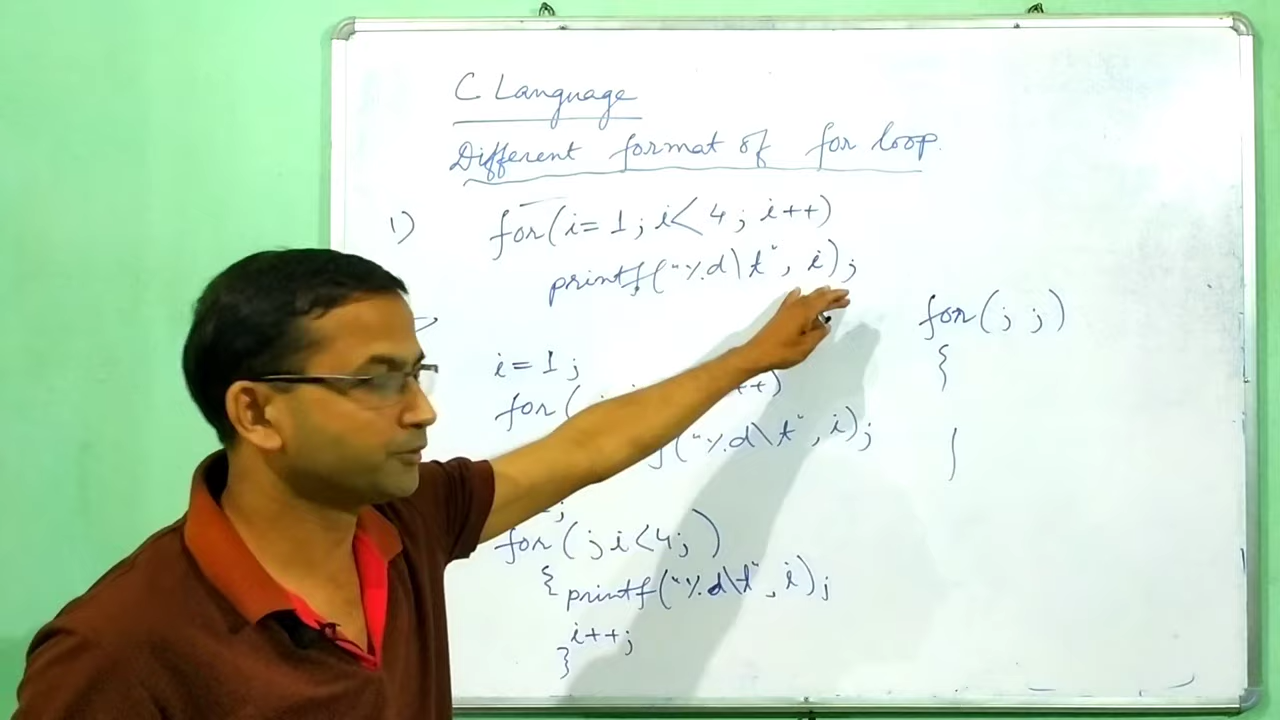 C Language
Different format of for loop.
1) for(i=1; i<4; i++)
printf("%d\t", i);
i=1;
for( ++)
("%d\t", i);
;
for( ;i<4; )
{ printf("%d\t", i);
i++;
}
for(; ;)
{